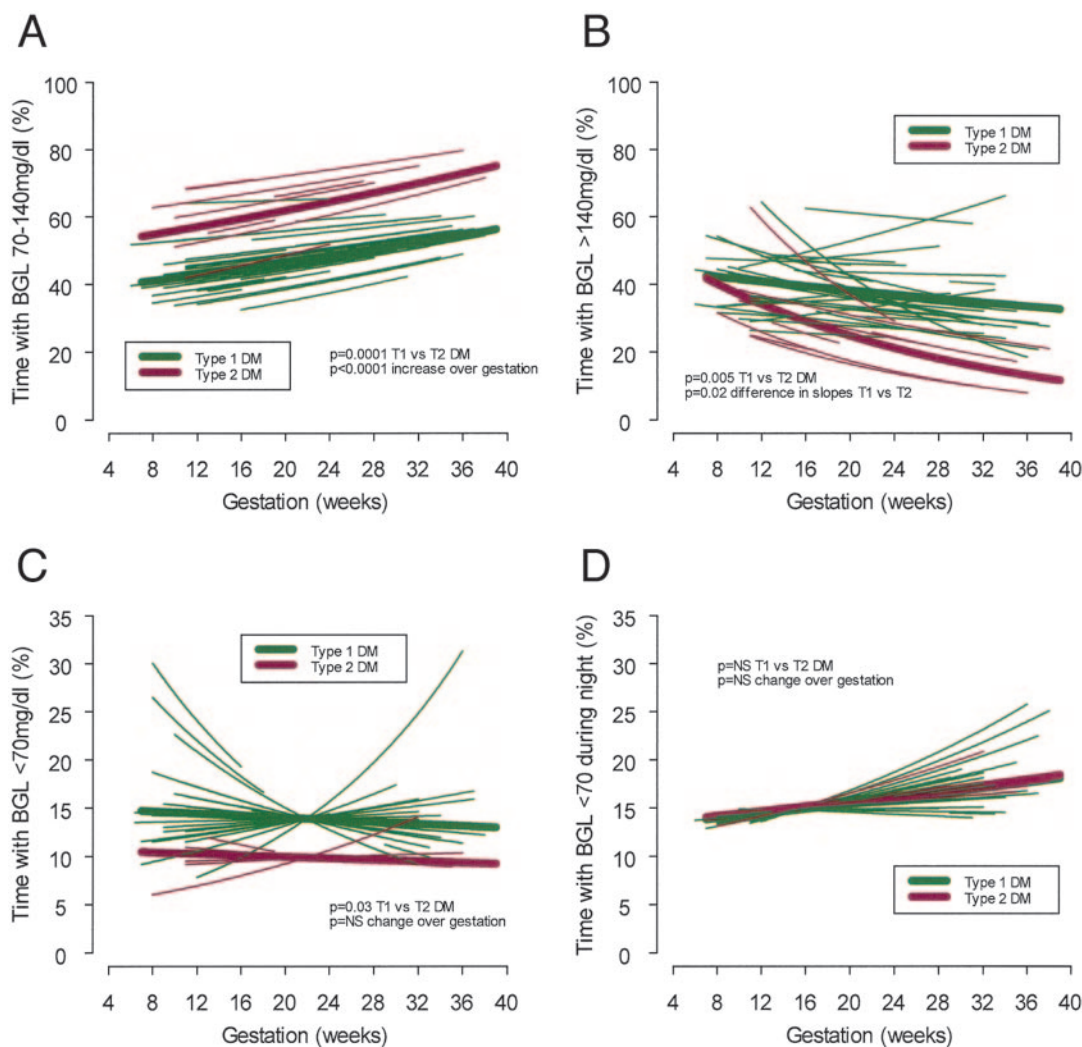 A
Time with BGL 70-140mg/dl (%)
100
80
60
40
20
0
Type 1 DM
Type 2 DM
p=0.0001 T1 vs T2 DM
p<0.0001 increase over gestation
4 8 12 16 20 24 28 32 36 40
Gestation (weeks)
B
Time with BGL >140mg/dl (%)
100
80
60
40
20
0
Type 1 DM
Type 2 DM
p=0.005 T1 vs T2 DM
p=0.02 difference in slopes T1 vs T2
4 8 12 16 20 24 28 32 36 40
Gestation (weeks)
C
Time with BGL <70mg/dl (%)
35
30
25
20
15
10
5
0
Type 1 DM
Type 2 DM
p=0.03 T1 vs T2 DM
p=NS change over gestation
4 8 12 16 20 24 28 32 36 40
Gestation (weeks)
D
Time with BGL <70 during night (%)
35
30
25
20
15
10
5
0
p=NS T1 vs T2 DM
p=NS change over gestation
Type 1 DM
Type 2 DM
4 8 12 16 20 24 28 32 36 40
Gestation (weeks)